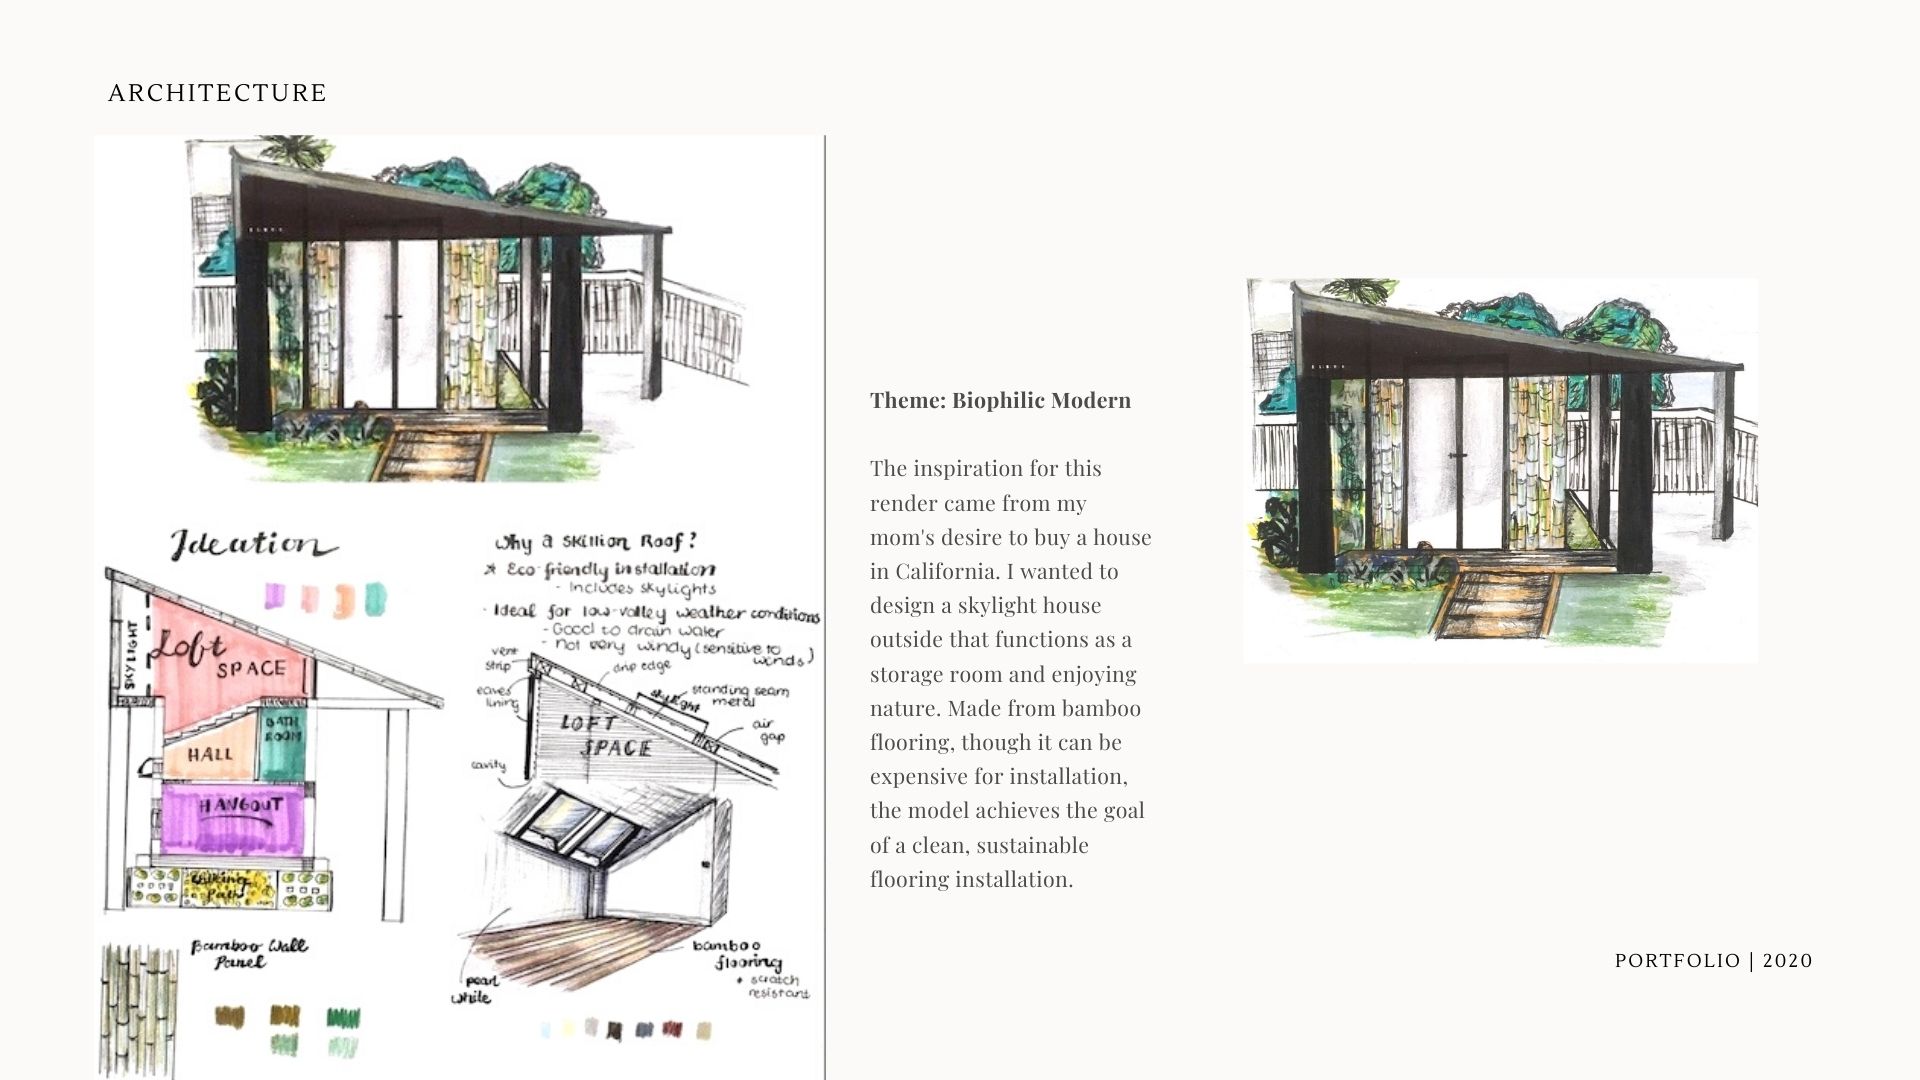 ARCHITECTURE
Ideation
SKYLIGHT
Loft
SPACE
HALL
BATH
ROOM
HANGOUT
Walking
Path
Bamboo Wall
Panel
Why a Skillion Roof?
Eco-friendly installation
- Includes skylights
- Ideal for low-valley weather conditions
- Good to drain water
- Not very windy (sensitive to
winds)
vent
strip
drip edge
eaves
lining
skylight
standing seam
metal
air
gap
LOFT
SPACE
cavity
bamboo
flooring
+ scratch
resistant
pearl
white
Theme: Biophilic Modern
The inspiration for this
render came from my
mom's desire to buy a house
in California. I wanted to
design a skylight house
outside that functions as a
storage room and enjoying
nature. Made from bamboo
flooring, though it can be
expensive for installation,
the model achieves the goal
of a clean, sustainable
flooring installation.
PORTFOLIO | 2020